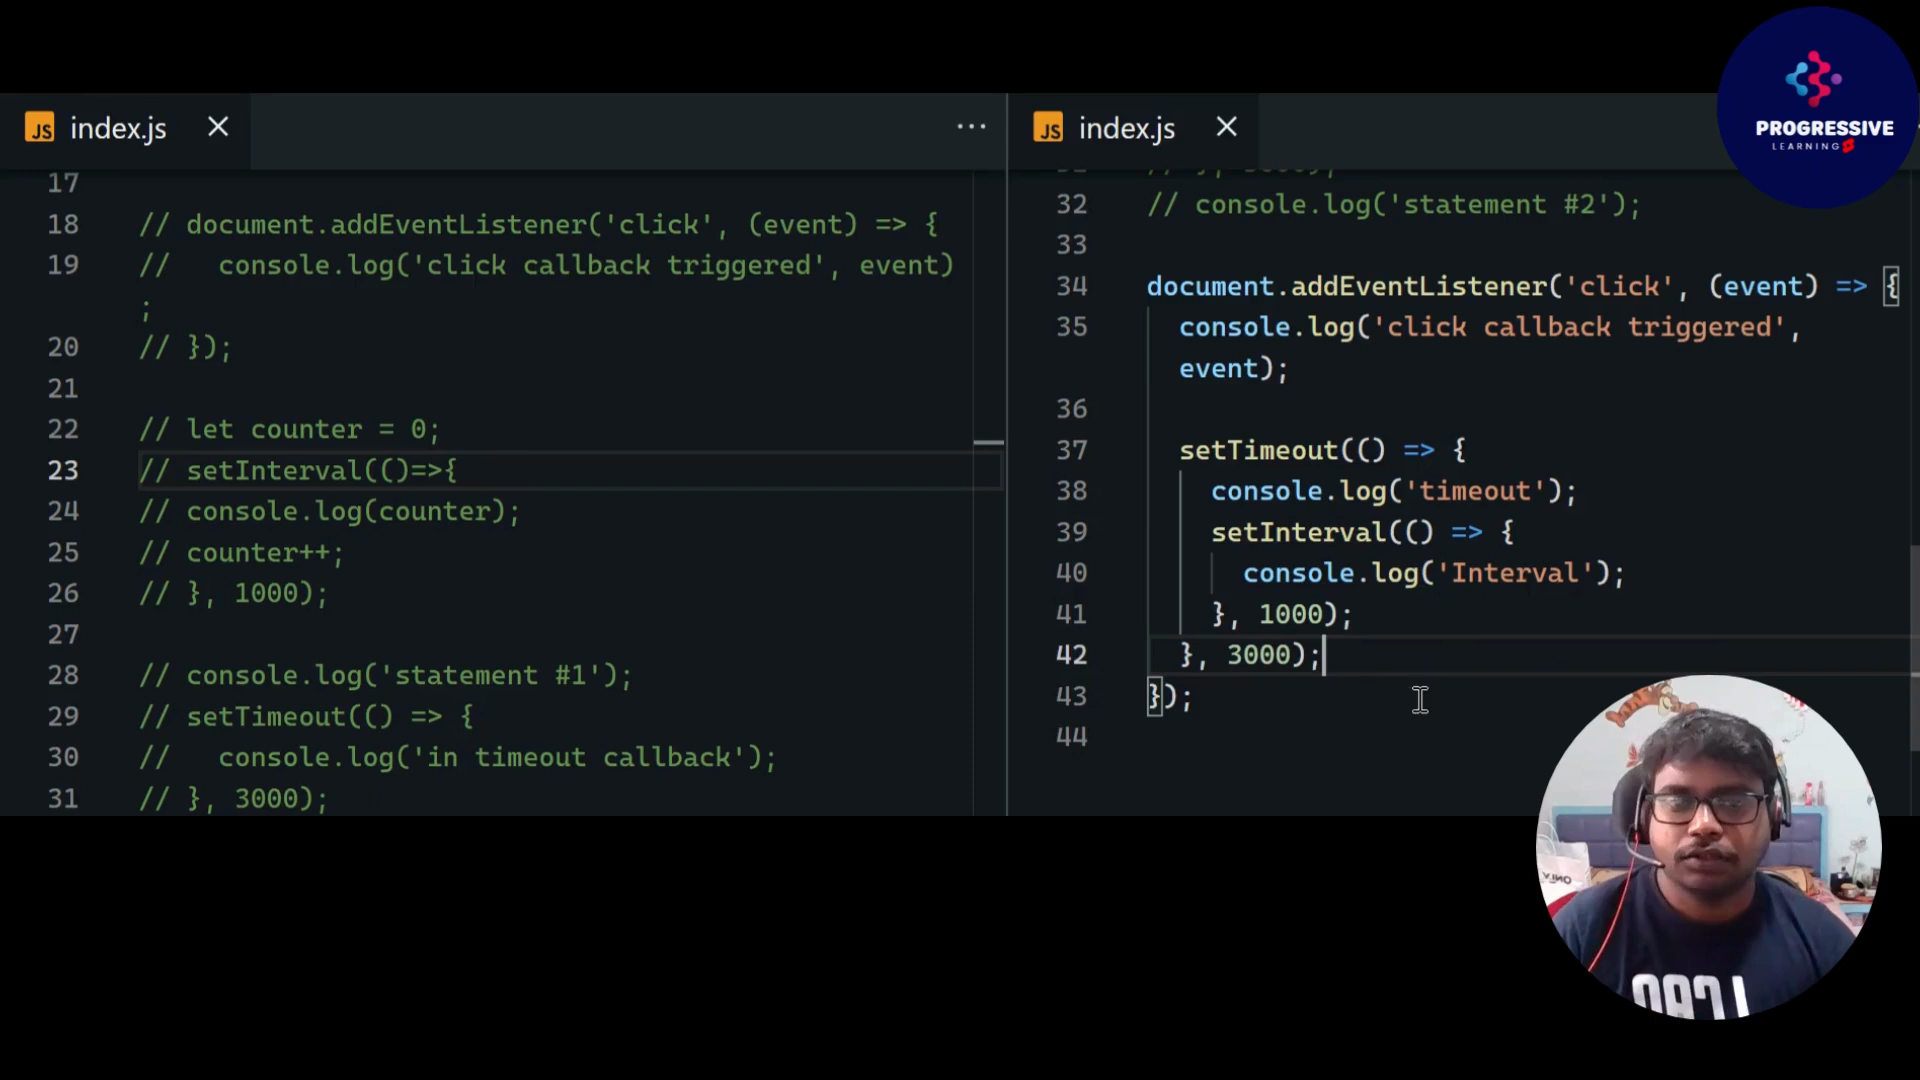 PROGRESSIVE
LEARNING
JS index.js
17
18 // document.addEventListener('click', (event) => {
19 //   console.log('click callback triggered', event)
;
20 // });
21
22 // let counter = 0;
23 // setInterval(()=>{
24 // console.log(counter);
25 // counter++;
26 // }, 1000);
27
28 // console.log('statement #1');
29 // setTimeout(() => {
30 //   console.log('in timeout callback');
31 // }, 3000);
JS index.js
32 // console.log('statement #2');
33
34 document.addEventListener('click', (event) => {
35   console.log('click callback triggered',
event);
36
37   setTimeout(() => {
38     console.log('timeout');
39     setInterval(() => {
40       console.log('Interval');
41     }, 1000);
42   }, 3000);
43 });
44